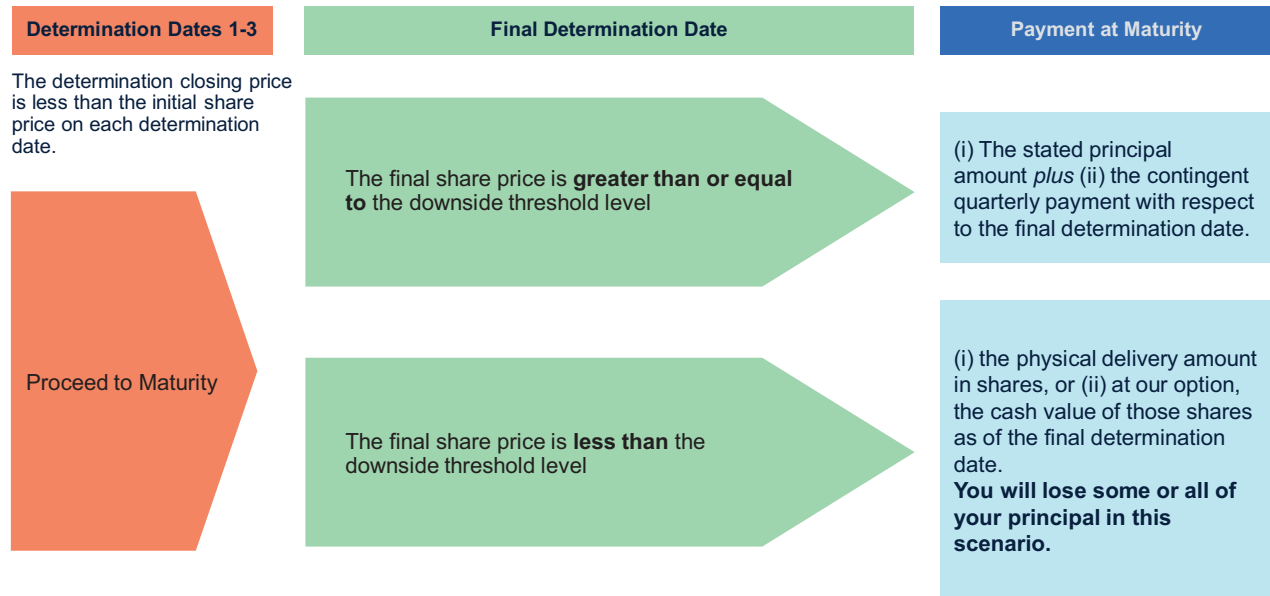 Determination Dates 1-3
Final Determination Date
Payment at Maturity
The determination closing price
is less than the initial share
price on each determination
date.
Proceed to Maturity
The final share price is greater than or equal
to the downside threshold level
(i) The stated principal
amount plus (ii) the contingent
quarterly payment with respect
to the final determination date.
The final share price is less than the
downside threshold level
(i) the physical delivery amount
in shares, or (ii) at our option,
the cash value of those shares
as of the final determination
date.
You will lose some or all of
your principal in this
scenario.